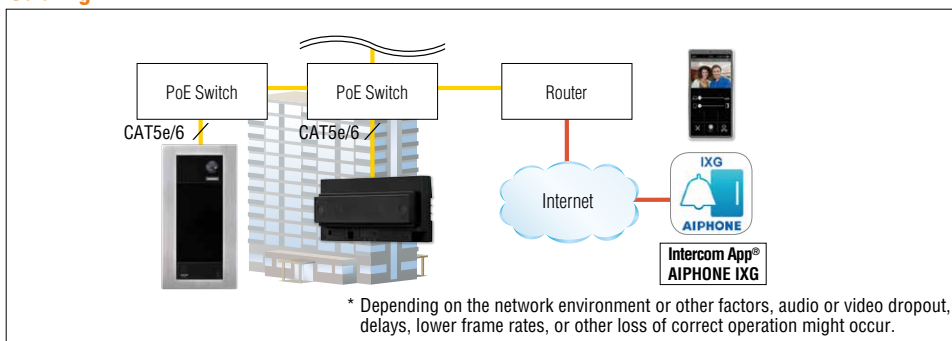 PoE Switch
PoE Switch
Router
CAT5e/6
CAT5e/6
Internet
IXG
AIPHONE
Intercom App®
AIPHONE IXG
* Depending on the network environment or other factors, audio or video dropout,
delays, lower frame rates, or other loss of correct operation might occur.